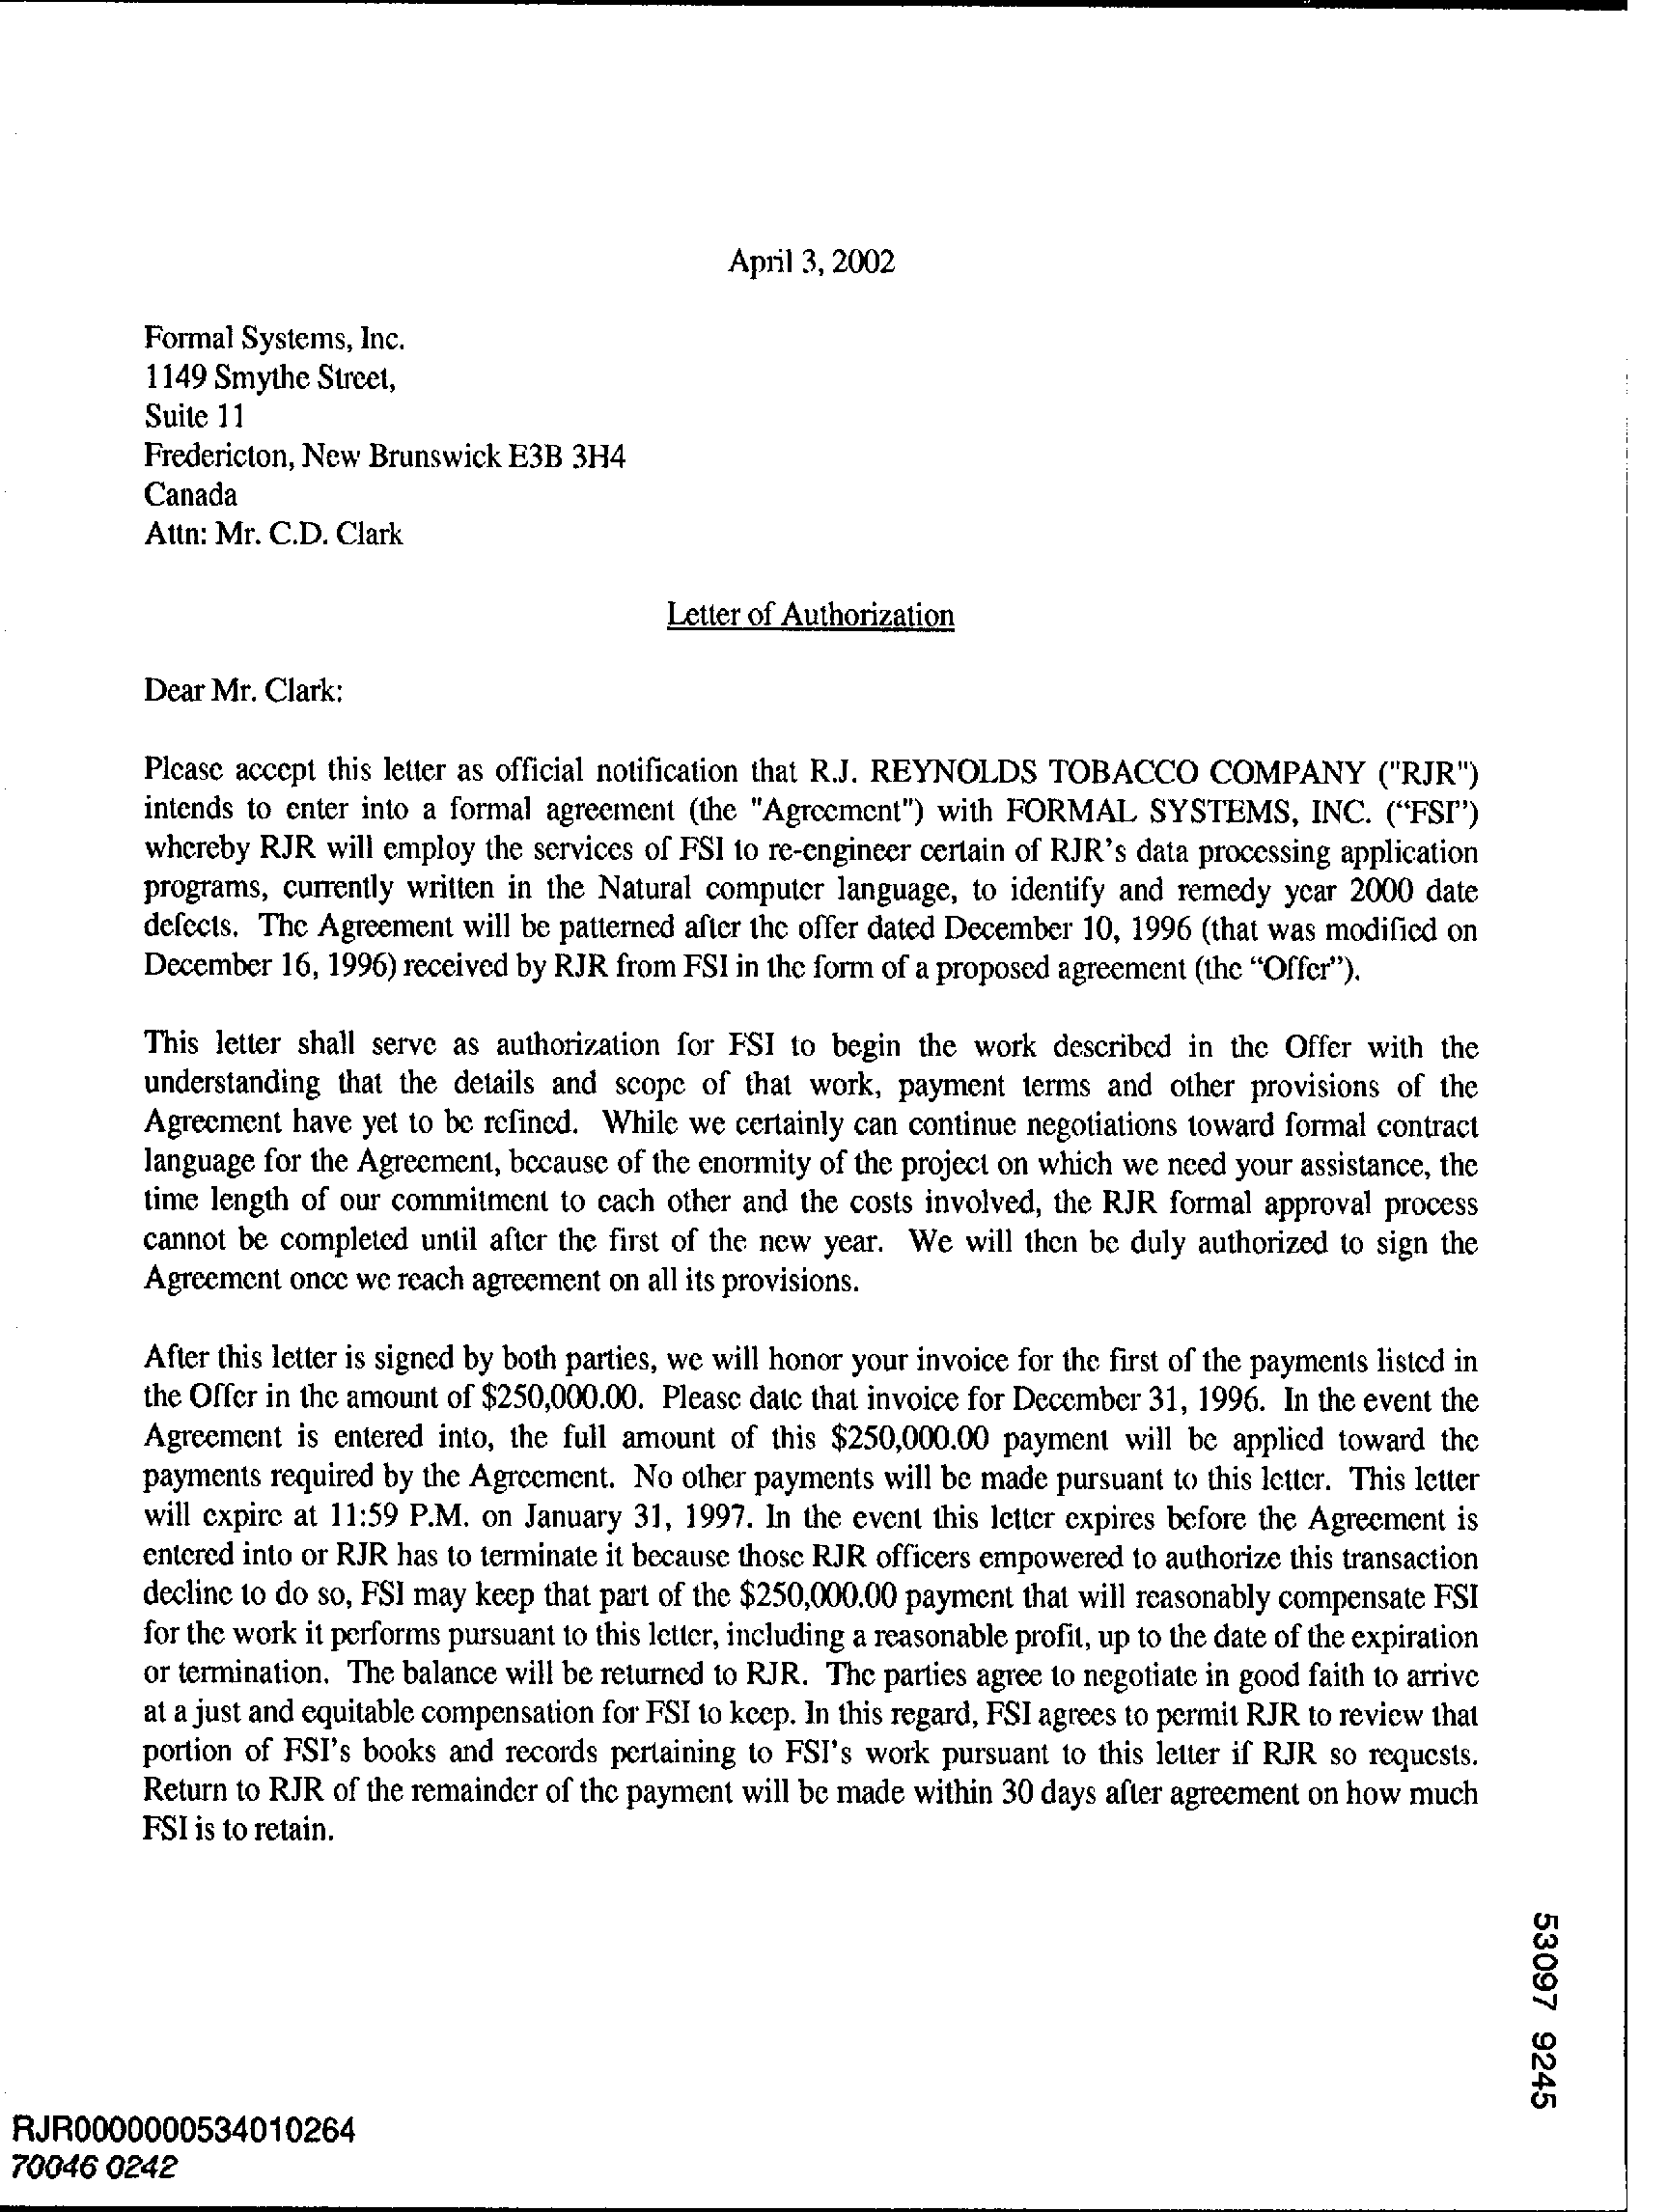 April 3, 2002
Formal Systems, Inc.
1149 Smythe Street,
Suite 11
Fredericton, New Brunswick E3B 3H4
Canada
Attn: Mr. C.D. Clark
Letter of Authorization
Dear Mr. Clark:
Please accept this letter as official notification that R.J. REYNOLDS TOBACCO COMPANY ("RJR")
intends to enter into a formal agreement (the "Agreement") with FORMAL SYSTEMS, INC. (“FSI”)
whereby RJR will employ the services of FSI to re-engineer certain of RJR's data processing application
programs, currently written in the Natural computer language, to identify and remedy year 2000 date
defects. The Agreement will be patterned after the offer dated December 10, 1996 (that was modified on
December 16, 1996) received by RJR from FSI in the form of a proposed agreement (the “Offer”).
This letter shall serve as authorization for FSI to begin the work described in the Offer with the
understanding that the details and scope of that work, payment terms and other provisions of the
Agreement have yet to be refined. While we certainly can continue negotiations toward formal contract
language for the Agreement, because of the enormity of the project on which we need your assistance, the
time length of our commitment to each other and the costs involved, the RJR formal approval process
cannot be completed until after the first of the new year. We will then be duly authorized to sign the
Agreement once we reach agreement on all its provisions.
After this letter is signed by both parties, we will honor your invoice for the first of the payments listed in
the Offer in the amount of $250,000.00. Please date that invoice for December 31, 1996. In the event the
Agreement is entered into, the full amount of this $250,000.00 payment will be applied toward the
payments required by the Agreement. No other payments will be made pursuant to this letter. This letter
will expire at 11:59 P.M. on January 31, 1997. In the event this letter expires before the Agreement is
entered into or RJR has to terminate it because those RJR officers empowered to authorize this transaction
decline to do so, FSI may keep that part of the $250,000.00 payment that will reasonably compensate FSI
for the work it performs pursuant to this letter, including a reasonable profit, up to the date of the expiration
or termination. The balance will be returned to RJR. The parties agree to negotiate in good faith to arrive
at a just and equitable compensation for FSI to keep. In this regard, FSI agrees to permit RJR to review that
portion of FSI's books and records pertaining to FSI's work pursuant to this letter if RJR so requests.
Return to RJR of the remainder of the payment will be made within 30 days after agreement on how much
FSI is to retain.
53097 9245
RJR0000000534010264
70046 0242